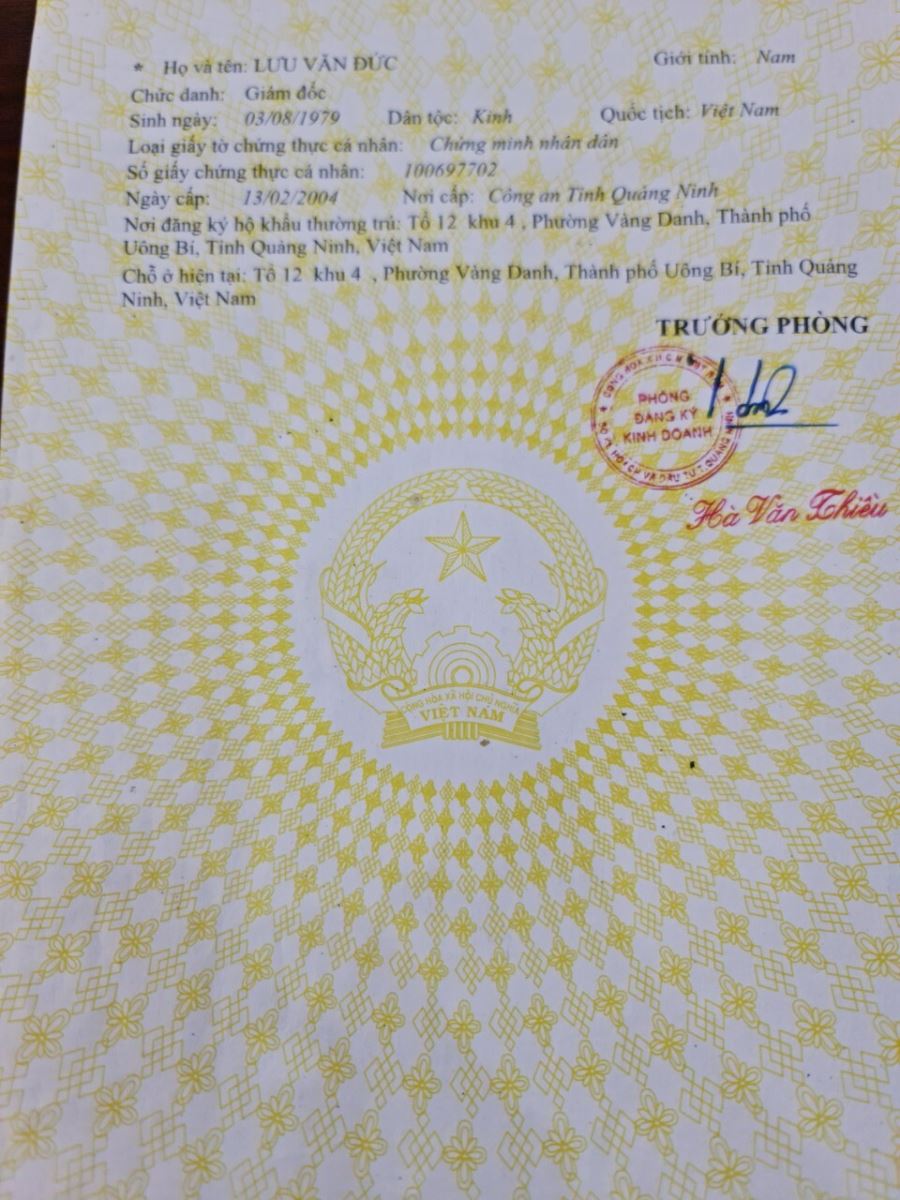 * Họ và tên: LƯU VĂN ĐỨC Giới tính: Nam
Chức danh: Giám đốc
Sinh ngày: 03/08/1979 Dân tộc: Kinh Quốc tịch: Việt Nam
Loại giấy tờ chứng thực cá nhân: Chứng minh nhân dân
Số giấy chứng thực cá nhân: 100697702
Ngày cấp: 13/02/2004 Nơi cấp: Công an Tỉnh Quảng Ninh
Nơi đăng ký hộ khẩu thường trú: Tổ 12 khu 4 , Phường Vàng Danh, Thành phố
Uông Bí, Tỉnh Quảng Ninh, Việt Nam
Chỗ ở hiện tại: Tổ 12 khu 4 , Phường Vàng Danh, Thành phố Uông Bí, Tỉnh Quảng
Ninh, Việt Nam
TRƯỞNG PHÒNG
PHÒNG
ĐĂNG KÝ
KINH DOANH
Hà Văn Thiều
CỘNG HÒA XÃ HỘI CHỦ NGHĨA
VIỆT NAM